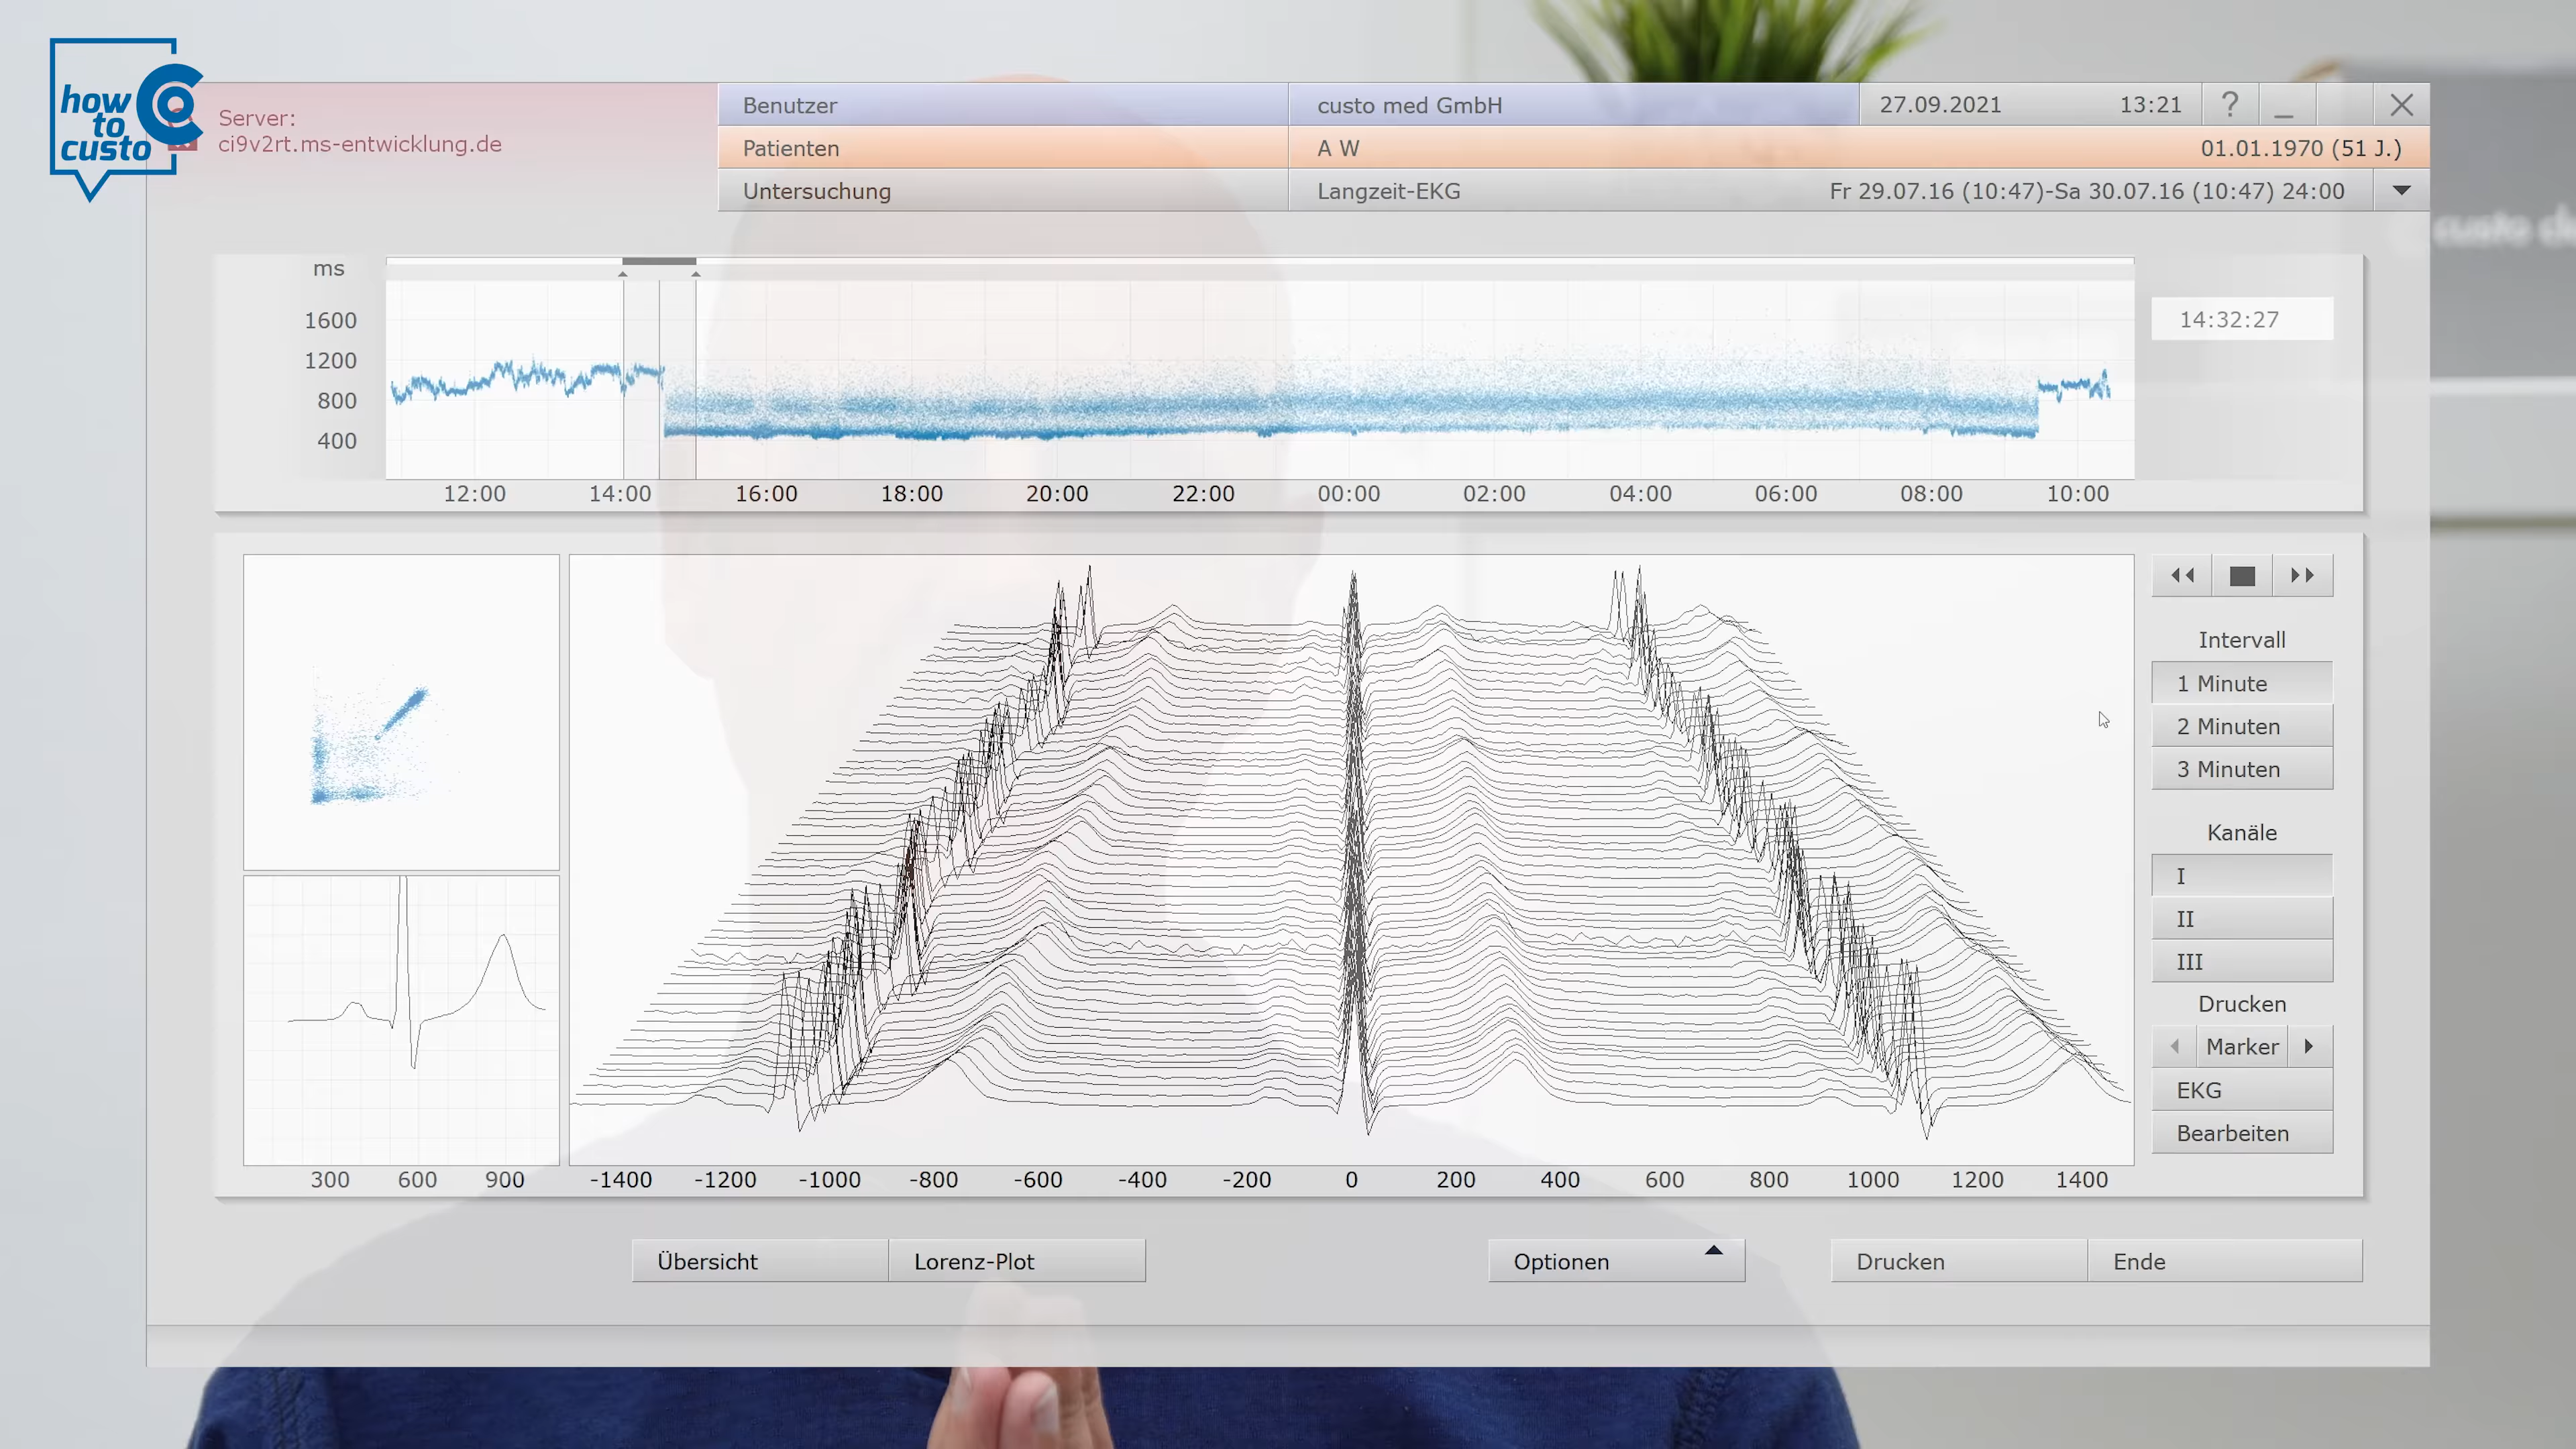 how
to
custo
Server:
ci9v2rt.ms-entwicklung.de
Benutzer custo med GmbH 27.09.2021 13:21 ? _
Patienten A W 01.01.1970 (51 J.)
Untersuchung Langzeit-EKG Fr 29.07.16 (10:47)-Sa 30.07.16 (10:47) 24:00
custo
ms
1600
1200
800
400
12:00 14:00 16:00 18:00 20:00 22:00 00:00 02:00 04:00 06:00 08:00 10:00
14:32:27
300 600 900
-1400 -1200 -1000 -800 -600 -400 -200 0 200 400 600 800 1000 1200 1400
Intervall
1 Minute
2 Minuten
3 Minuten
Kanäle
I
II
III
Drucken
Marker
EKG
Bearbeiten
Übersicht Lorenz-Plot Optionen Drucken Ende